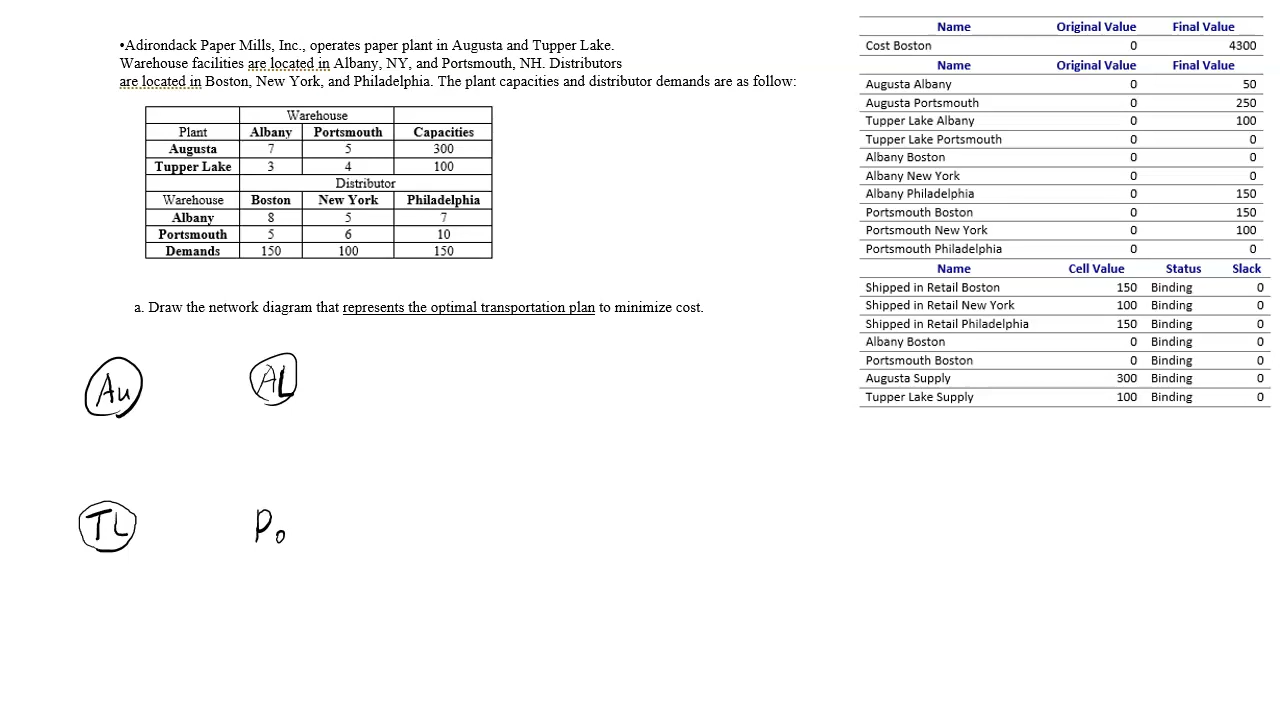 •Adirondack Paper Mills, Inc., operates paper plant in Augusta and Tupper Lake.
Warehouse facilities are located in Albany, NY, and Portsmouth, NH. Distributors
are located in Boston, New York, and Philadelphia. The plant capacities and distributor demands are as follow:
Warehouse
Plant Albany Portsmouth Capacities
Augusta 7 5 300
Tupper Lake 3 4 100
Distributor
Warehouse Boston New York Philadelphia
Albany 8 5 7
Portsmouth 5 6 10
Demands 150 100 150
a. Draw the network diagram that represents the optimal transportation plan to minimize cost.
Au AL
TL Po
Name Original Value Final Value
Cost Boston 0 4300
Name Original Value Final Value
Augusta Albany 0 50
Augusta Portsmouth 0 250
Tupper Lake Albany 0 100
Tupper Lake Portsmouth 0 0
Albany Boston 0 0
Albany New York 0 0
Albany Philadelphia 0 150
Portsmouth Boston 0 150
Portsmouth New York 0 100
Portsmouth Philadelphia 0 0
Name Cell Value Status Slack
Shipped in Retail Boston 150 Binding 0
Shipped in Retail New York 100 Binding 0
Shipped in Retail Philadelphia 150 Binding 0
Albany Boston 0 Binding 0
Portsmouth Boston 0 Binding 0
Augusta Supply 300 Binding 0
Tupper Lake Supply 100 Binding 0